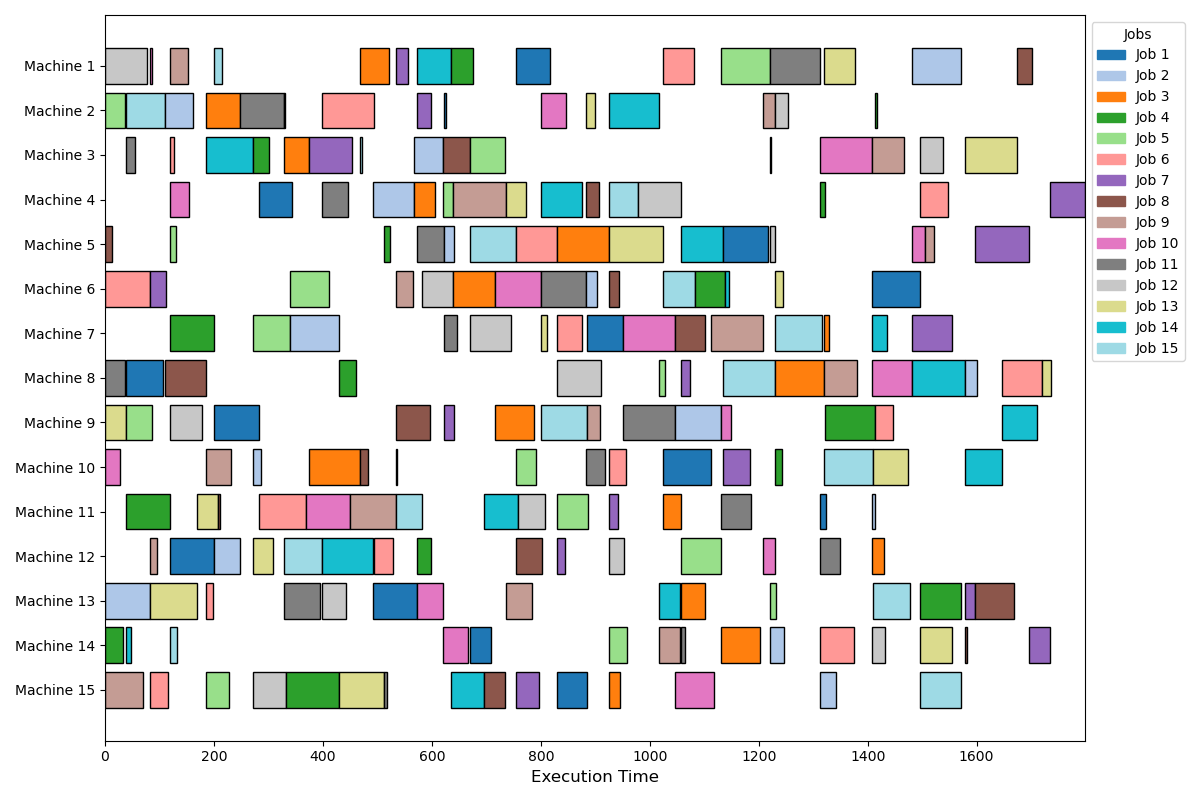 Machine 1
Machine 2
Machine 3
Machine 4
Machine 5
Machine 6
Machine 7
Machine 8
Machine 9
Machine 10
Machine 11
Machine 12
Machine 13
Machine 14
Machine 15
0 200 400 600 800 1000 1200 1400 1600
Execution Time
Jobs
Job 1
Job 2
Job 3
Job 4
Job 5
Job 6
Job 7
Job 8
Job 9
Job 10
Job 11
Job 12
Job 13
Job 14
Job 15